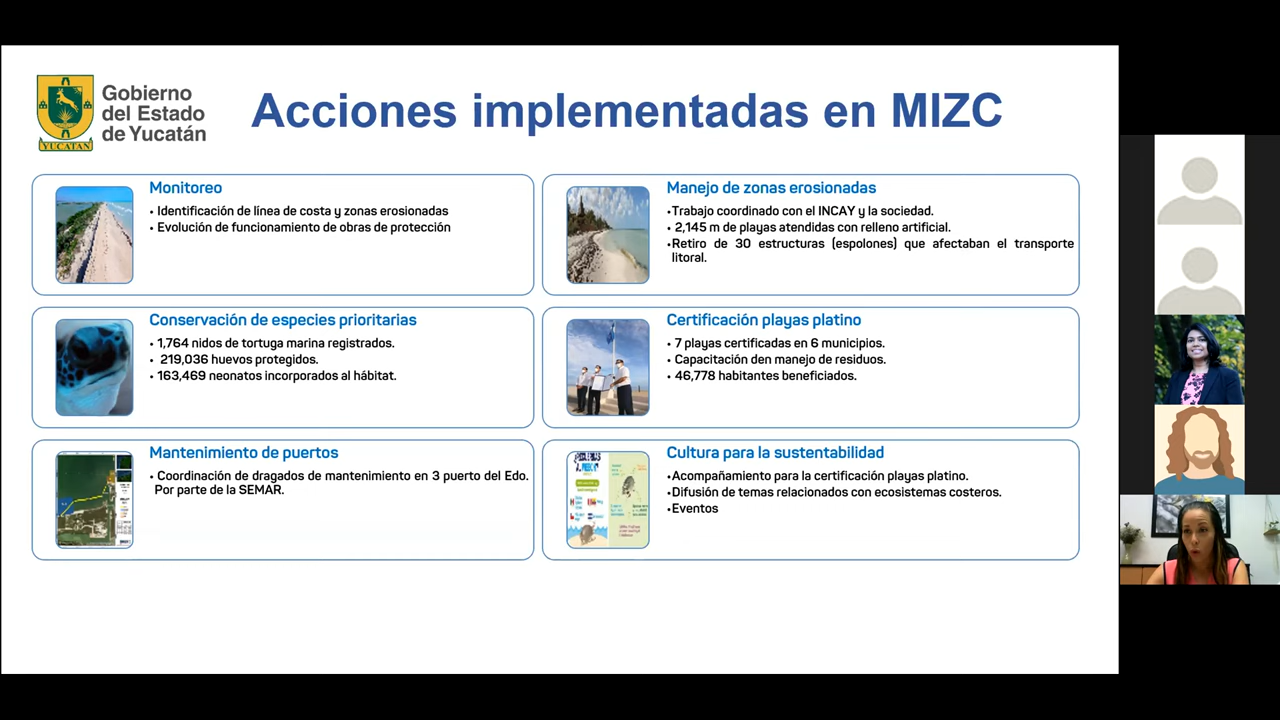 Gobierno
del Estado
de Yucatán
YUCATÁN
Acciones implementadas en MIZC
Monitoreo
• Identificación de línea de costa y zonas erosionadas
• Evolución de funcionamiento de obras de protección
Manejo de zonas erosionadas
•Trabajo coordinado con el INCAY y la sociedad.
• 2,145 m de playas atendidas con relleno artificial.
•Retiro de 30 estructuras (espolones) que afectaban el transporte
litoral.
Conservación de especies prioritarias
• 1,764 nidos de tortuga marina registrados.
• 219,036 huevos protegidos.
• 163,469 neonatos incorporados al hábitat.
Certificación playas platino
• 7 playas certificadas en 6 municipios.
• Capacitación den manejo de residuos.
• 46,778 habitantes beneficiados.
Mantenimiento de puertos
• Coordinación de dragados de mantenimiento en 3 puerto del Edo.
Por parte de la SEMAR.
Cultura para la sustentabilidad
•Acompañamiento para la certificación playas platino.
•Difusión de temas relacionados con ecosistemas costeros.
•Eventos